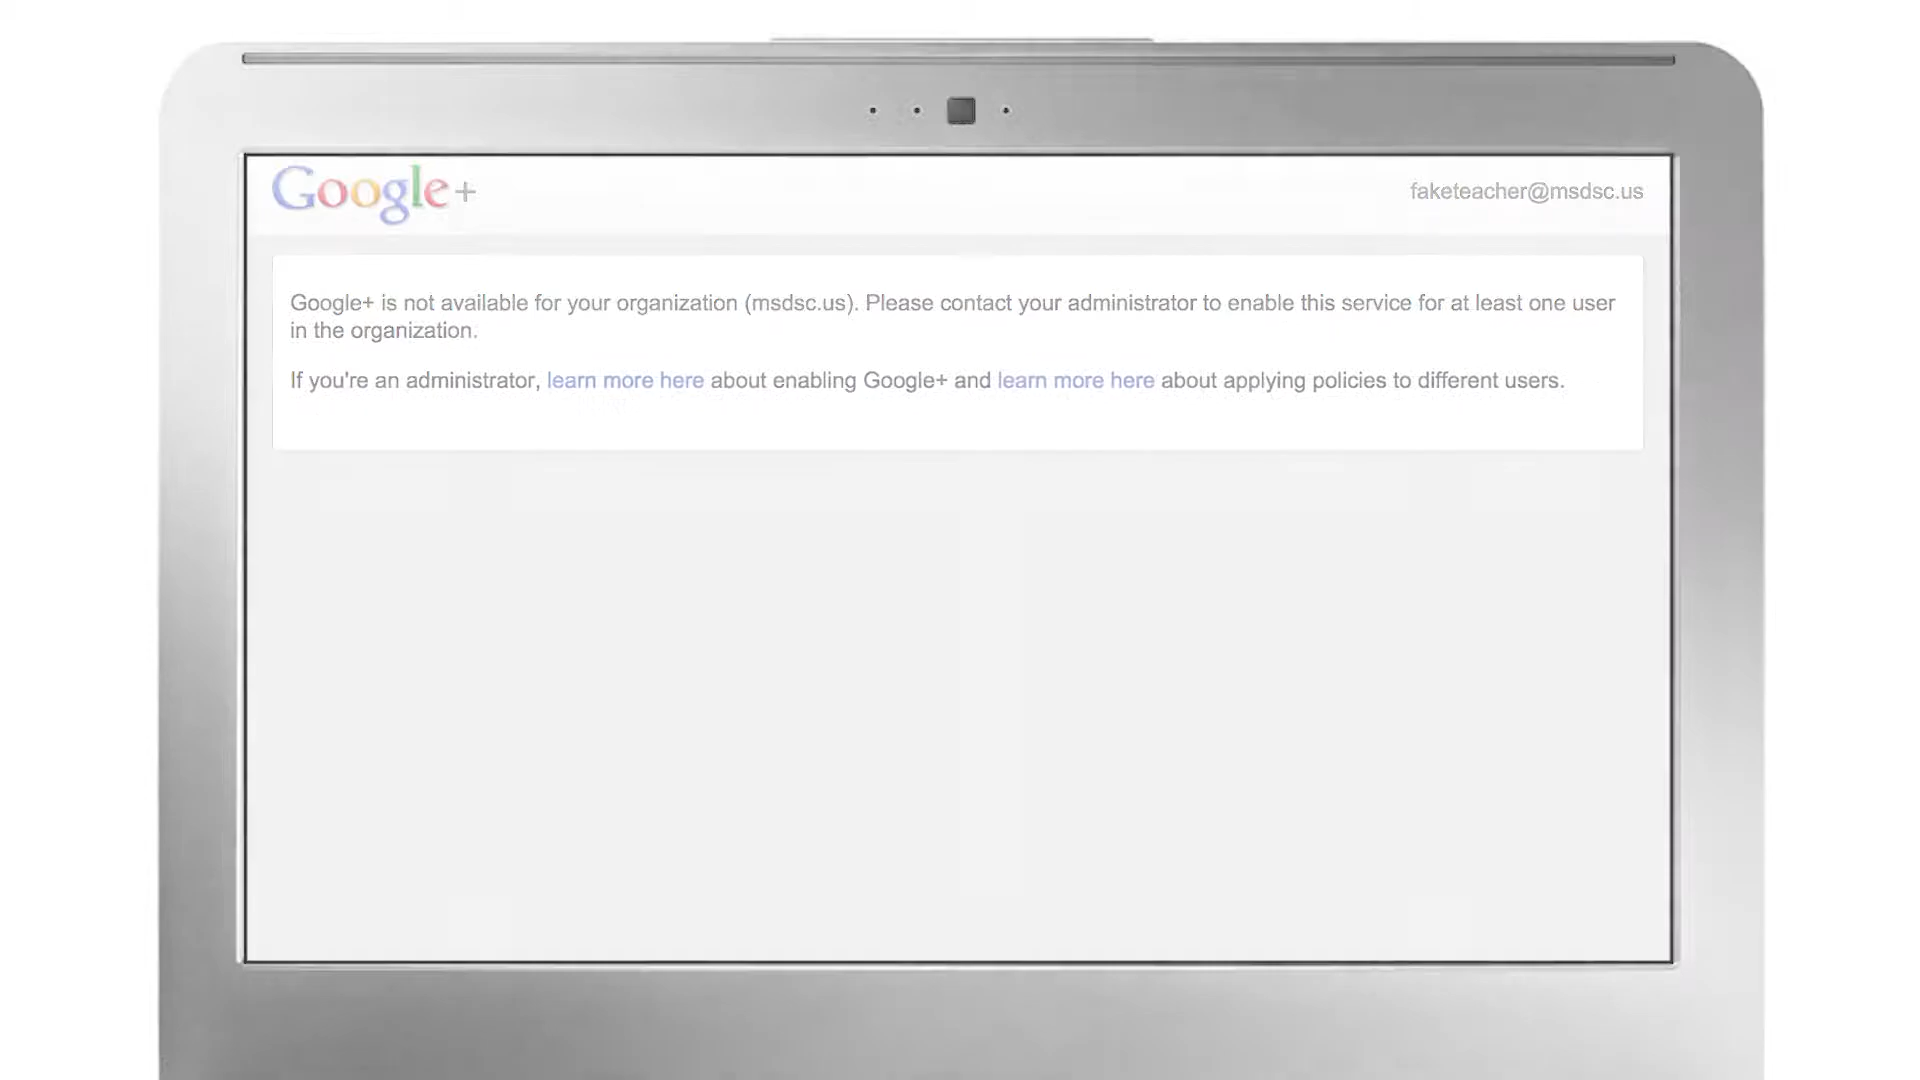 Google+
faketeacher@msdsc.us
Google+ is not available for your organization (msdsc.us). Please contact your administrator to enable this service for at least one user
in the organization.
If you're an administrator, learn more here about enabling Google+ and learn more here about applying policies to different users.